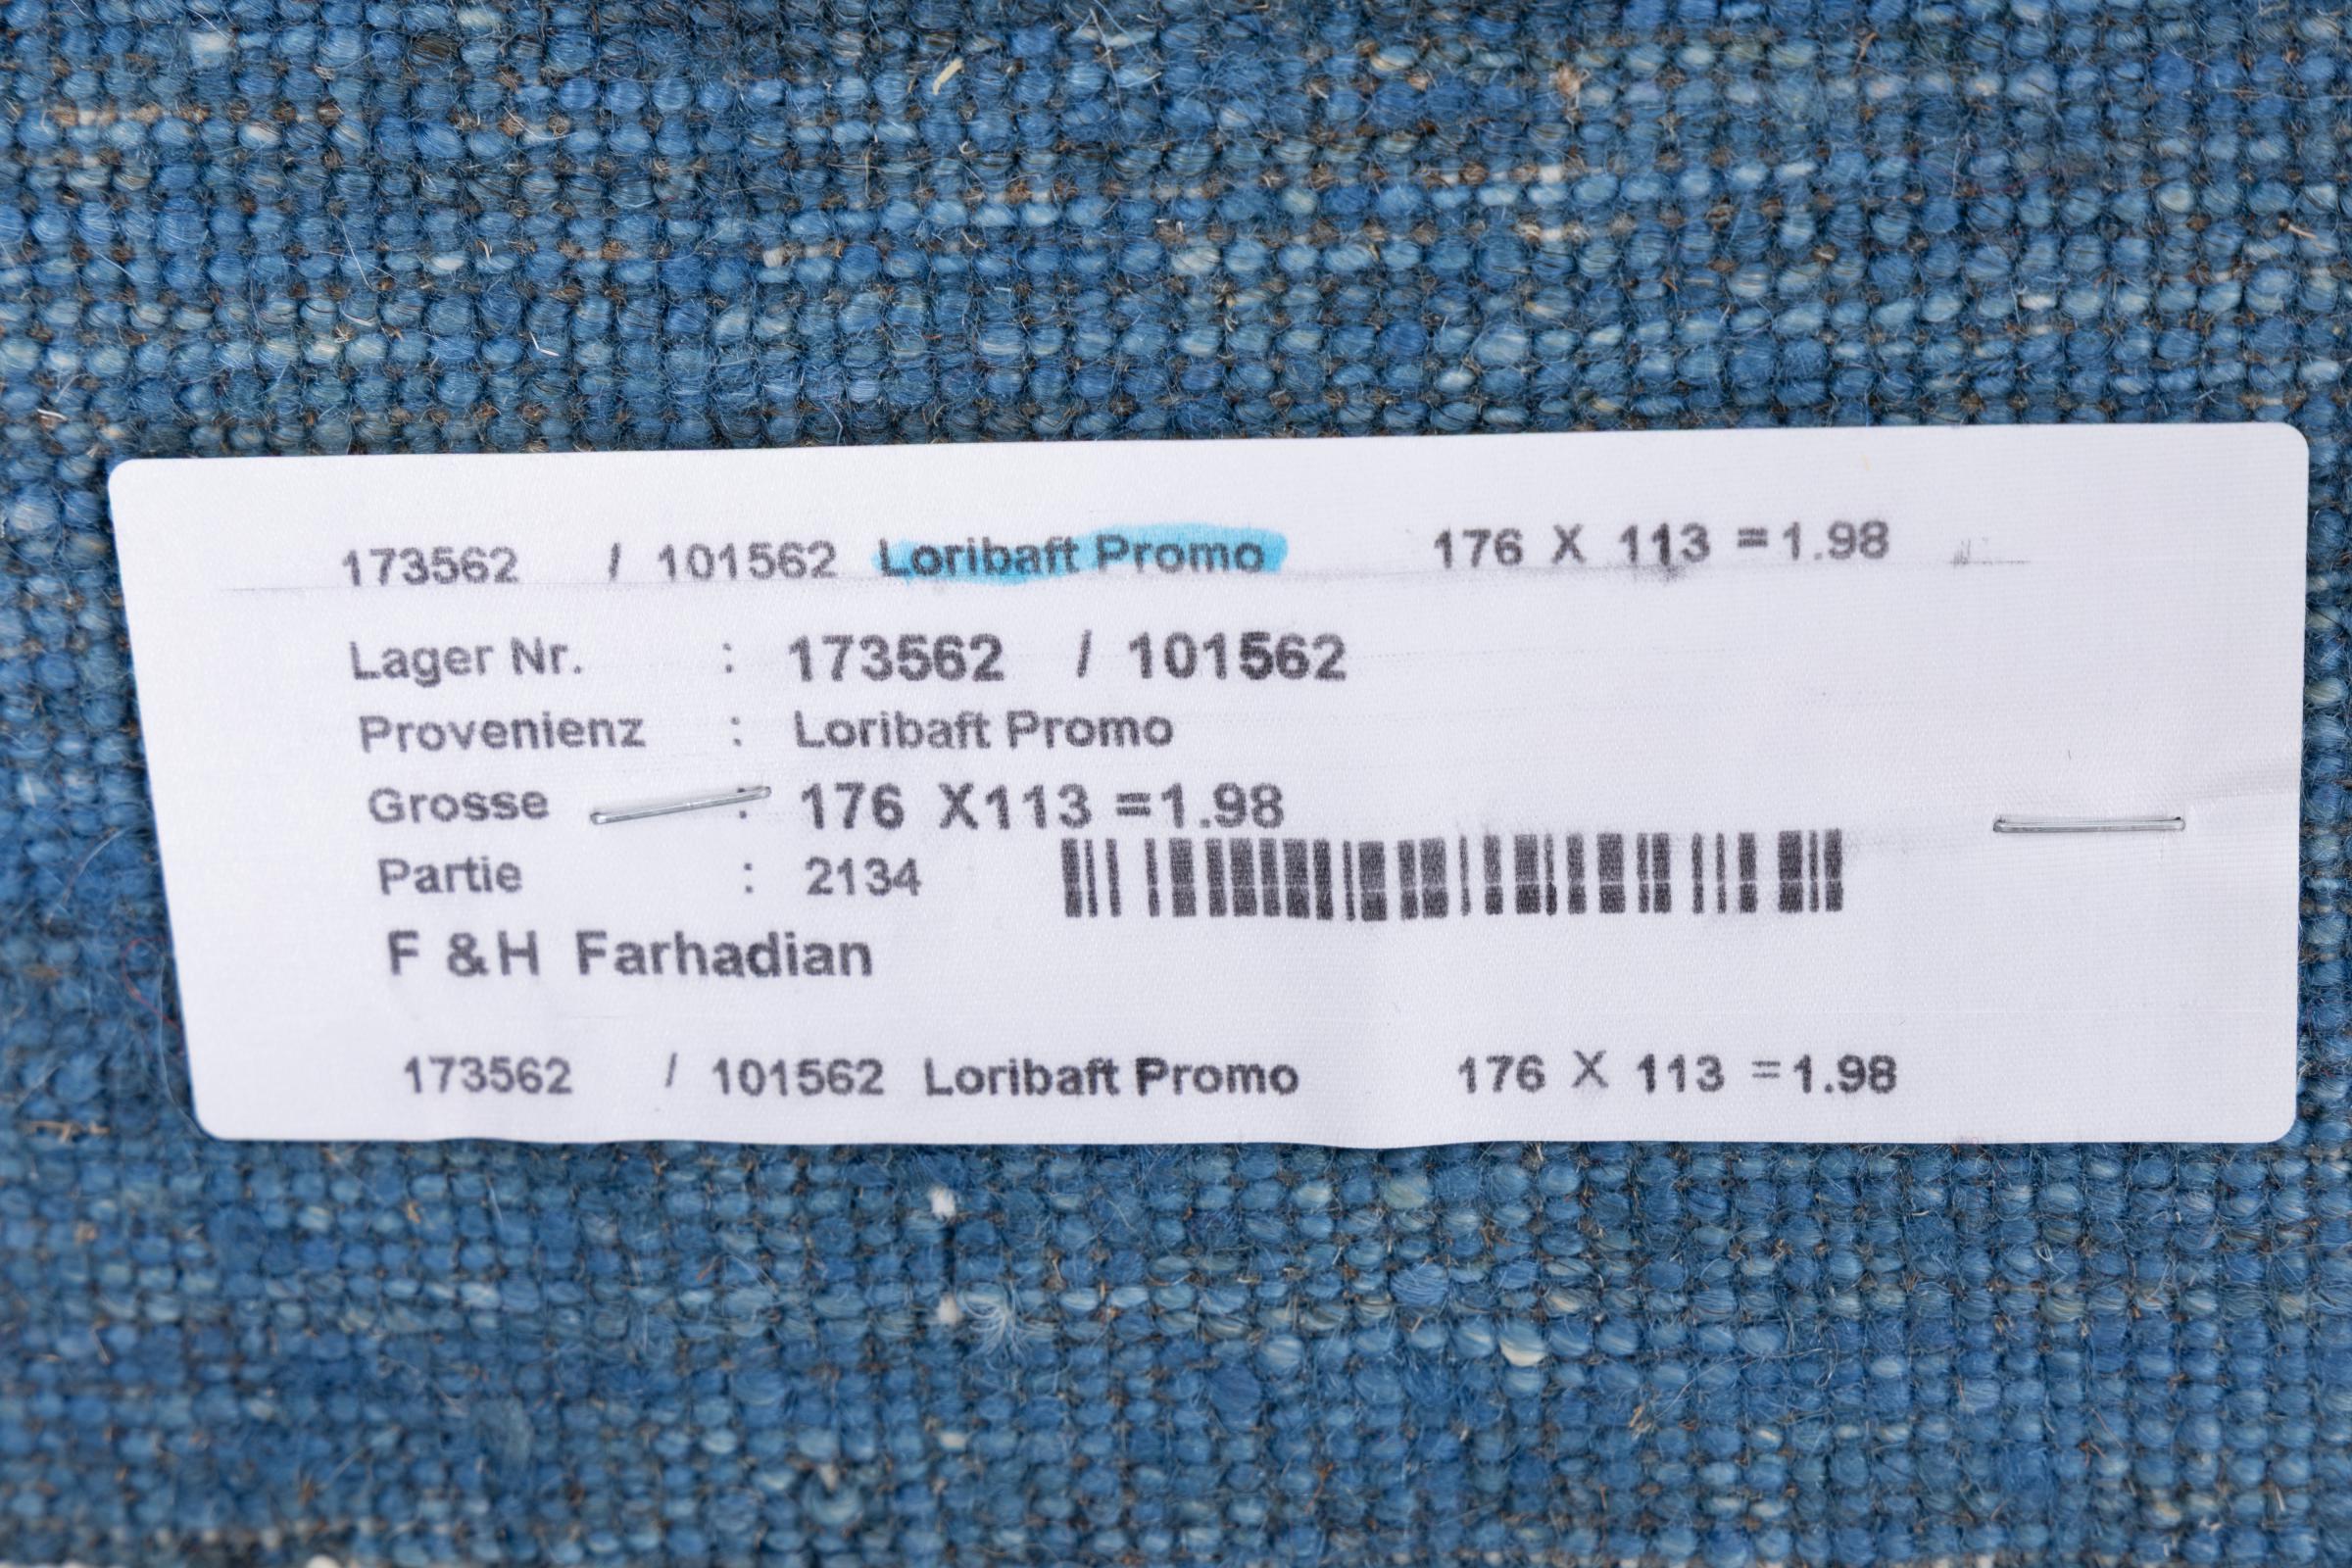 173562 / 101562 Loribaft Promo 176 X 113 =1.98
Lager Nr. : 173562 / 101562
Provenienz : Loribaft Promo
Grosse : 176 X113 =1.98
Partie : 2134
F &H Farhadian
173562 / 101562 Loribaft Promo 176 X 113 =1.98